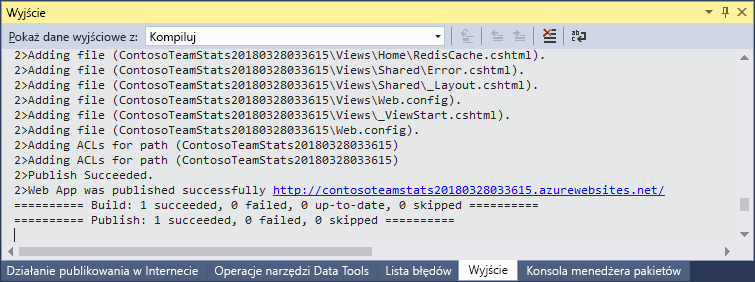 Wyjście
Pokaż dane wyjściowe z: Kompiluj
2>Adding file (ContosoTeamStats20180328033615\Views\Home\RedisCache.cshtml).
2>Adding file (ContosoTeamStats20180328033615\Views\Shared\Error.cshtml).
2>Adding file (ContosoTeamStats20180328033615\Views\Shared\_Layout.cshtml).
2>Adding file (ContosoTeamStats20180328033615\Views\Web.config).
2>Adding file (ContosoTeamStats20180328033615\Views\_ViewStart.cshtml).
2>Adding file (ContosoTeamStats20180328033615\Web.config).
2>Adding ACLs for path (ContosoTeamStats20180328033615)
2>Adding ACLs for path (ContosoTeamStats20180328033615)
2>Publish Succeeded.
2>Web App was published successfully http://contosoteamstats20180328033615.azurewebsites.net/
========== Build: 1 succeeded, 0 failed, 0 up-to-date, 0 skipped ==========
========== Publish: 1 succeeded, 0 failed, 0 skipped ==========
Działanie publikowania w Internecie Operacje narzędzi Data Tools Lista błędów Wyjście Konsola menedżera pakietów